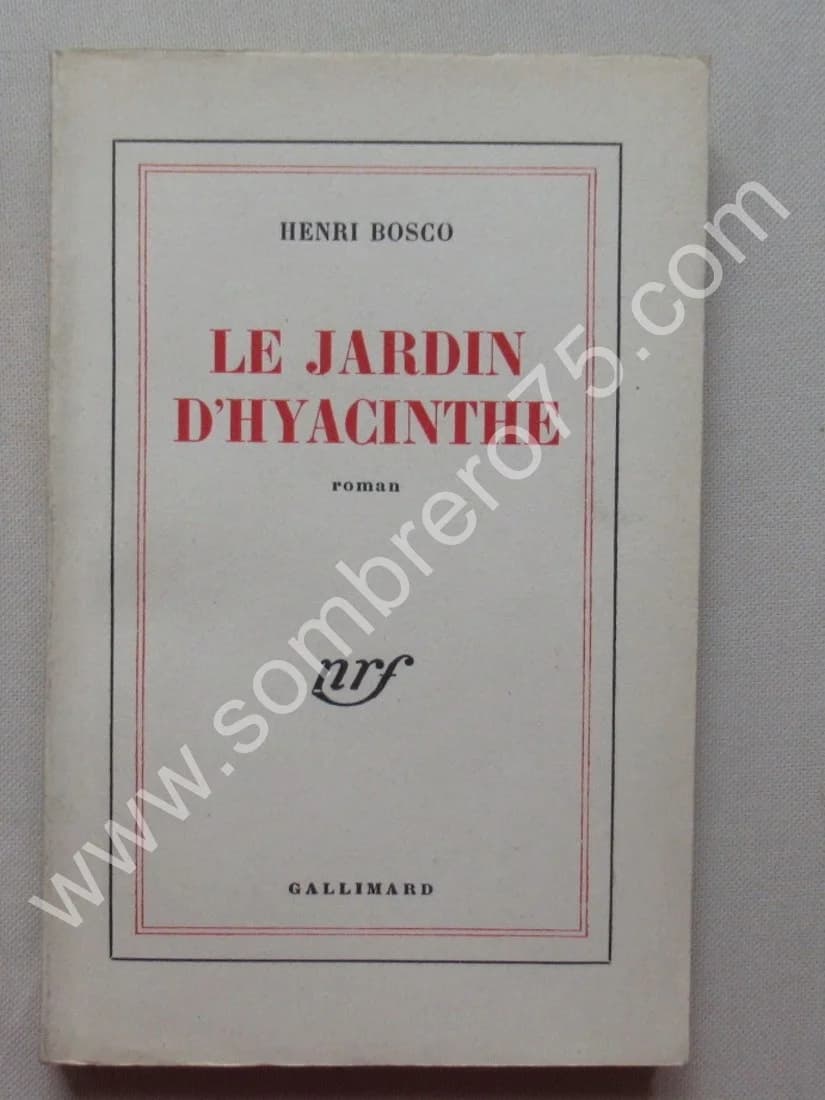 HENRI BOSCO
LE JARDIN
D'HYACINTHE
roman
nrf
GALLIMARD
www.sombrero75.com